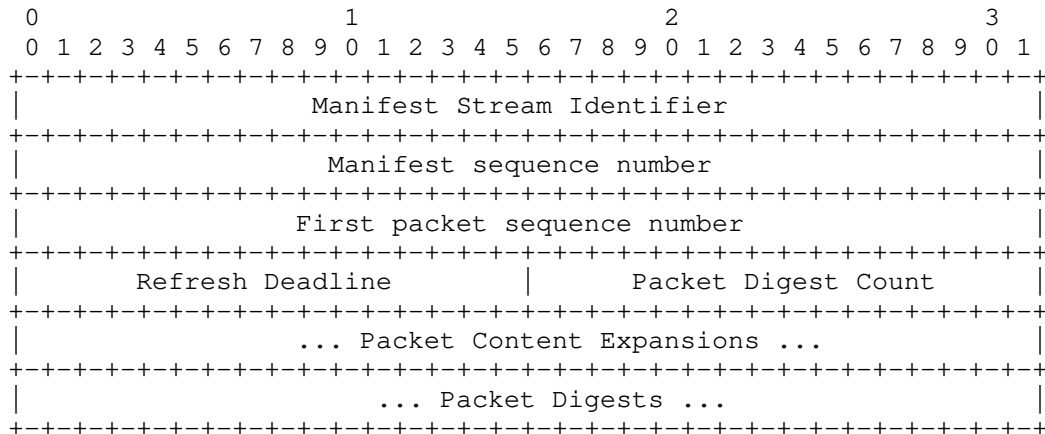 0                   1                   2                   3
 0 1 2 3 4 5 6 7 8 9 0 1 2 3 4 5 6 7 8 9 0 1 2 3 4 5 6 7 8 9 0 1
+-+-+-+-+-+-+-+-+-+-+-+-+-+-+-+-+-+-+-+-+-+-+-+-+-+-+-+-+-+-+-+-+
|                  Manifest Stream Identifier                   |
+-+-+-+-+-+-+-+-+-+-+-+-+-+-+-+-+-+-+-+-+-+-+-+-+-+-+-+-+-+-+-+-+
|                   Manifest sequence number                    |
+-+-+-+-+-+-+-+-+-+-+-+-+-+-+-+-+-+-+-+-+-+-+-+-+-+-+-+-+-+-+-+-+
|                 First packet sequence number                  |
+-+-+-+-+-+-+-+-+-+-+-+-+-+-+-+-+-+-+-+-+-+-+-+-+-+-+-+-+-+-+-+-+
|       Refresh Deadline        |      Packet Digest Count      |
+-+-+-+-+-+-+-+-+-+-+-+-+-+-+-+-+-+-+-+-+-+-+-+-+-+-+-+-+-+-+-+-+
|                 ... Packet Content Expansions ...             |
+-+-+-+-+-+-+-+-+-+-+-+-+-+-+-+-+-+-+-+-+-+-+-+-+-+-+-+-+-+-+-+-+
|                      ... Packet Digests ...                   |
+-+-+-+-+-+-+-+-+-+-+-+-+-+-+-+-+-+-+-+-+-+-+-+-+-+-+-+-+-+-+-+-+